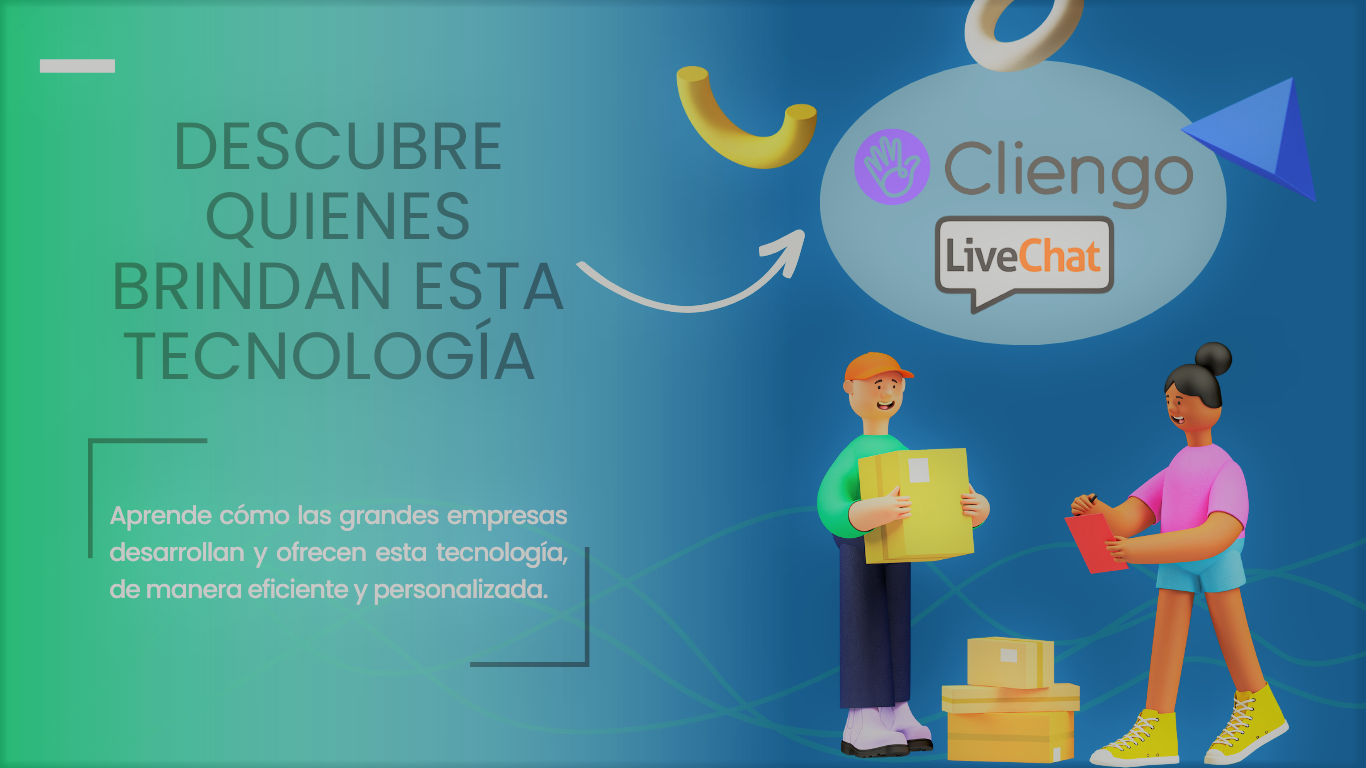 DESCUBRE
QUIENES
BRINDAN ESTA
TECNOLOGÍA
Aprende cómo las grandes empresas
desarrollan y ofrecen esta tecnología,
de manera eficiente y personalizada.
Cliengo
LiveChat